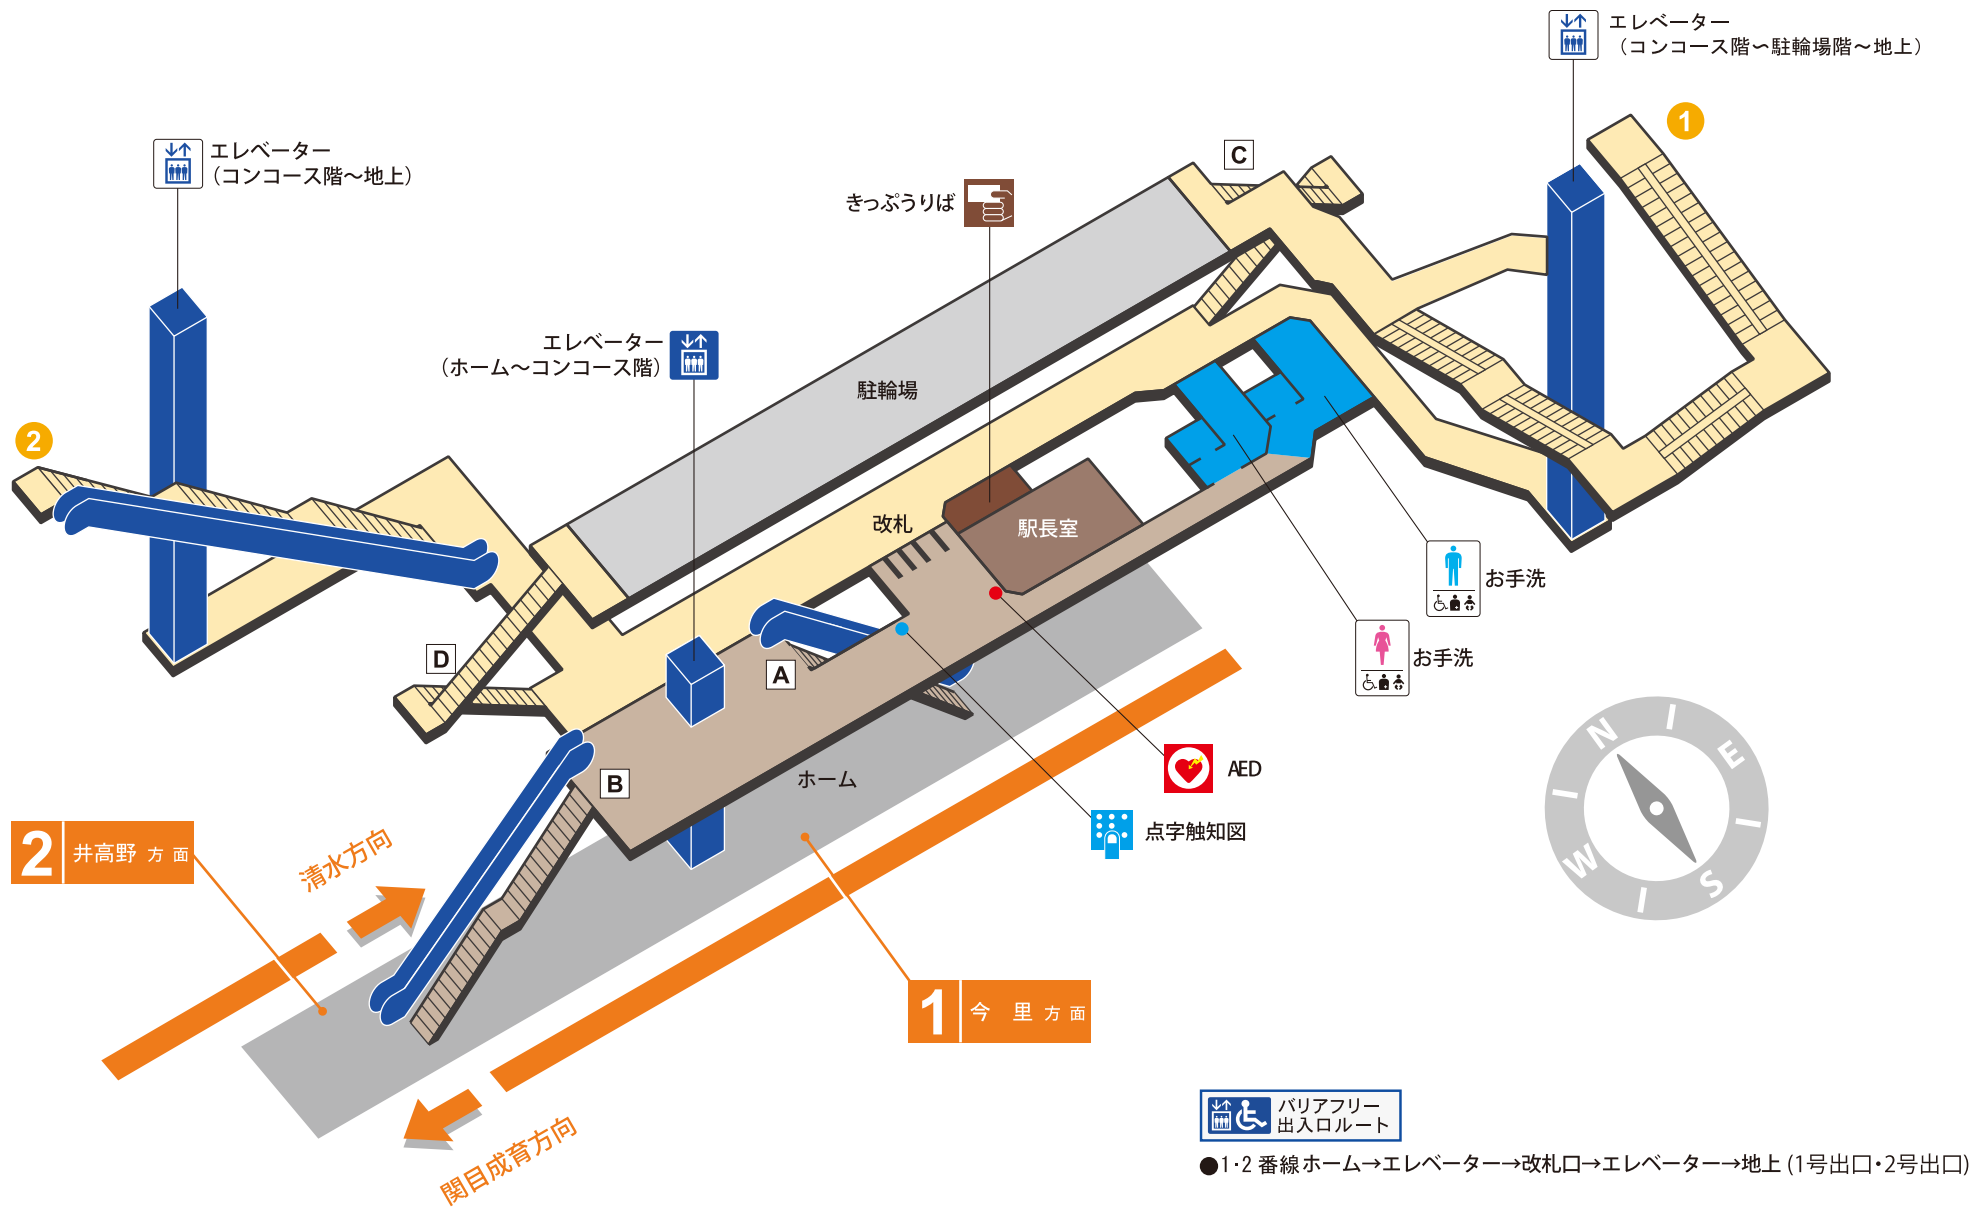 エレベーター
（コンコース階〜駐輪場階〜地上）
1
エレベーター
（コンコース階〜地上）
C
きっぷうりば
エレベーター
（ホーム〜コンコース階）
駐輪場
2
改札
駅長室
お手洗
お手洗
D
A
B
ホーム
AED
点字触知図
N
E
W
S
2 井高野 方面
清水方向
1 今里 方面
関目成育方向
バリアフリー
出入口ルート
●1・2番線ホーム→エレベーター→改札口→エレベーター→地上（1号出口・2号出口）